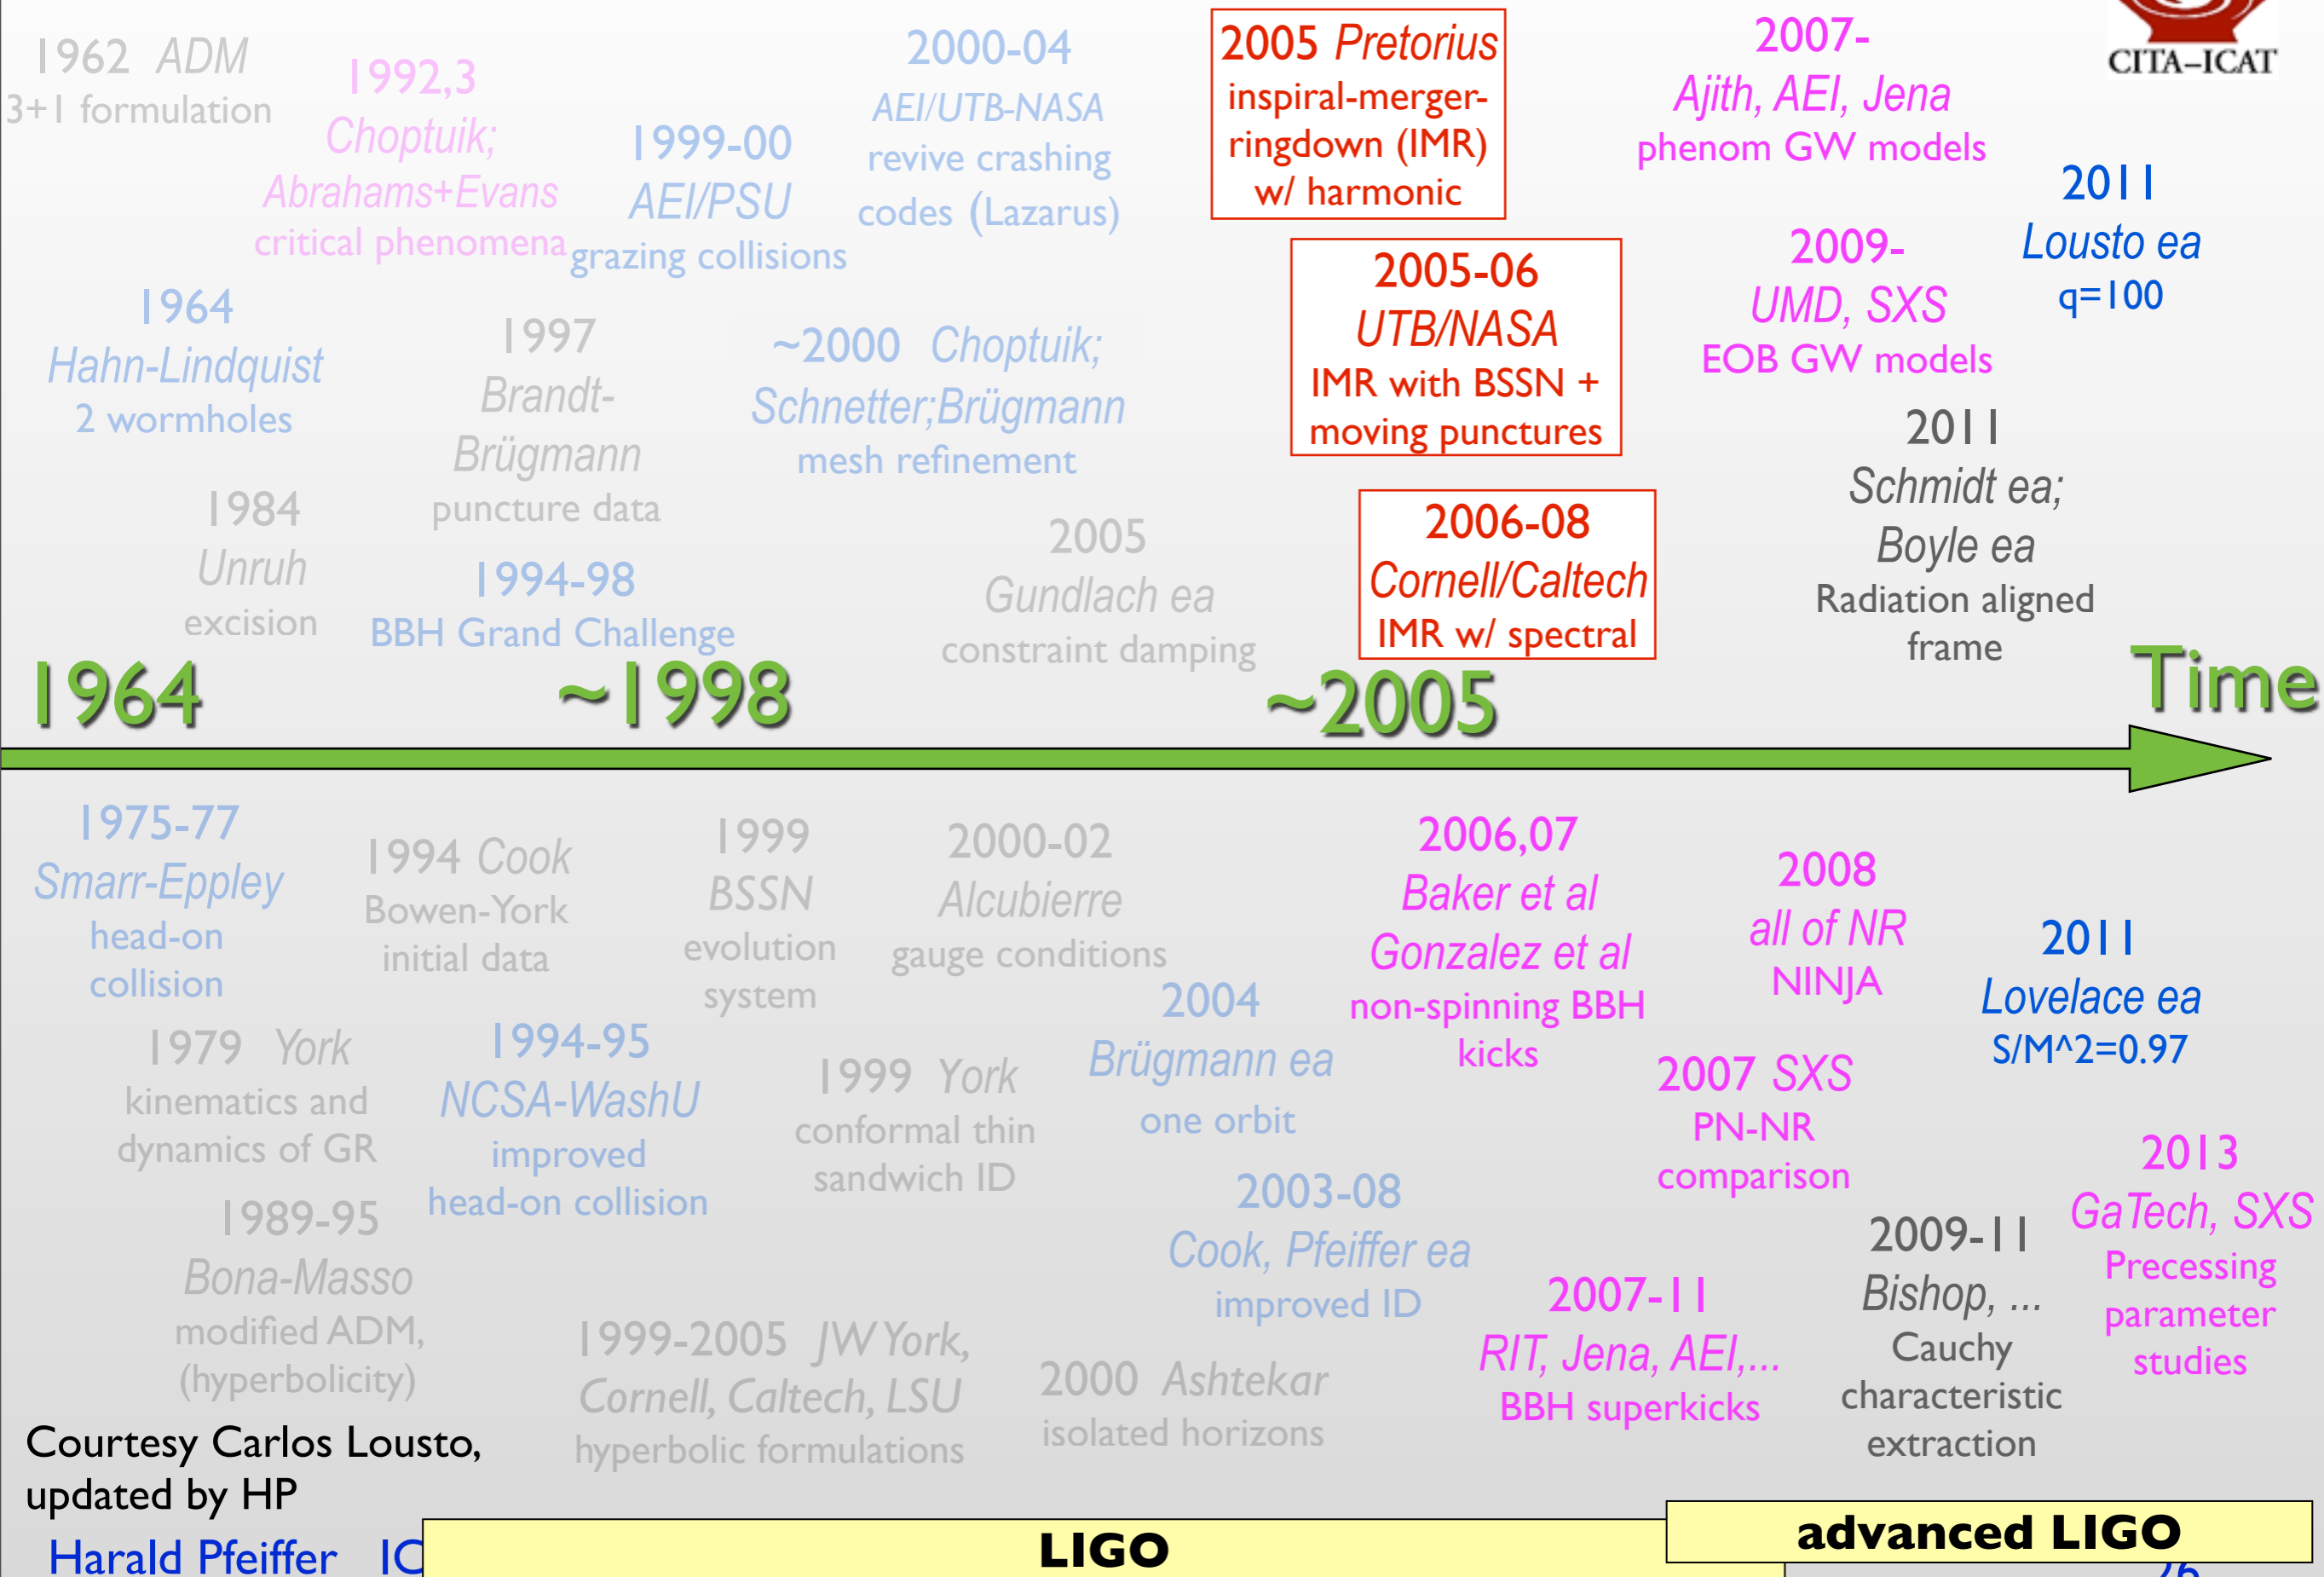 CITA–ICAT
1962 ADM
3+1 formulation
1992,3
Choptuik;
Abrahams+Evans
critical phenomena
1999-00
AEI/PSU
grazing collisions
2000-04
AEI/UTB-NASA
revive crashing
codes (Lazarus)
2005 Pretorius
inspiral-merger-
ringdown (IMR)
w/ harmonic
2007-
Ajith, AEI, Jena
phenom GW models
2011
Lousto ea
q=100
1964
Hahn-Lindquist
2 wormholes
1997
Brandt-
Brügmann
puncture data
~2000 Choptuik;
Schnetter;Brügmann
mesh refinement
2005-06
UTB/NASA
IMR with BSSN +
moving punctures
2009-
UMD, SXS
EOB GW models
1984
Unruh
excision
1994-98
BBH Grand Challenge
2005
Gundlach ea
constraint damping
2006-08
Cornell/Caltech
IMR w/ spectral
2011
Schmidt ea;
Boyle ea
Radiation aligned
frame
1964
~1998
~2005
Time
1975-77
Smarr-Eppley
head-on
collision
1994 Cook
Bowen-York
initial data
1999
BSSN
evolution
system
2000-02
Alcubierre
gauge conditions
2006,07
Baker et al
Gonzalez et al
non-spinning BBH
kicks
2008
all of NR
NINJA
2011
Lovelace ea
S/M^2=0.97
1979 York
kinematics and
dynamics of GR
1994-95
NCSA-WashU
improved
head-on collision
1999 York
conformal thin
sandwich ID
2004
Brügmann ea
one orbit
2007 SXS
PN-NR
comparison
2013
GaTech, SXS
Precessing
parameter
studies
1989-95
Bona-Masso
modified ADM,
(hyperbolicity)
1999-2005 JW York,
Cornell, Caltech, LSU
hyperbolic formulations
2000 Ashtekar
isolated horizons
2003-08
Cook, Pfeiffer ea
improved ID
2007-11
RIT, Jena, AEI,...
BBH superkicks
2009-11
Bishop, ...
Cauchy
characteristic
extraction
Courtesy Carlos Lousto,
updated by HP
Harald Pfeiffer
LIGO
advanced LIGO